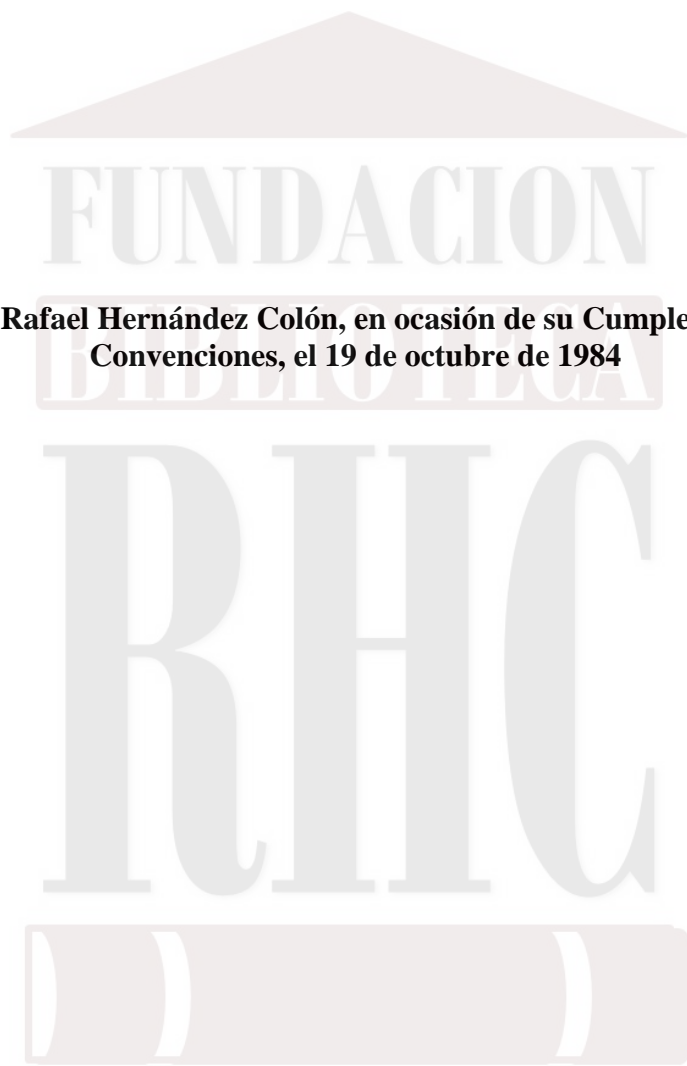 FUNDACION
Rafael Hernández Colón, en ocasión de su Cumple
Convenciones, el 19 de octubre de 1984
BIBLIOTECA
RHC